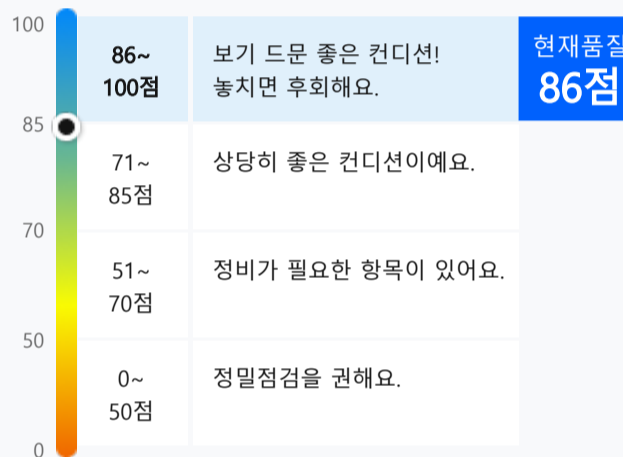 100
86~
100점
보기 드문 좋은 컨디션!
놓치면 후회해요.
현재품질
86점
85
71~
85점
상당히 좋은 컨디션이예요.
70
51~
70점
정비가 필요한 항목이 있어요.
50
0~
50점
정밀점검을 권해요.
0